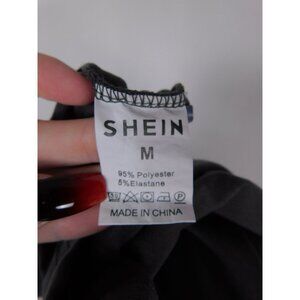 SHEIN
M
95% Polyester
5% Elastane
MADE IN CHINA